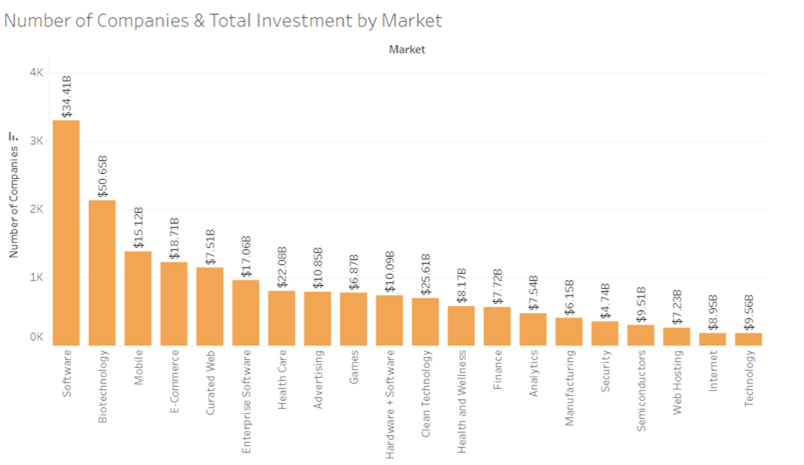 Number of Companies & Total Investment by Market
Market
Number of Companies
4K
3K
2K
1K
0K
$34.41B
$50.65B
$15.12B
$18.71B
$7.51B
$17.06B
$22.08B
$10.85B
$6.87B
$10.09B
$25.61B
$8.17B
$7.72B
$7.54B
$6.15B
$4.74B
$9.51B
$7.23B
$8.95B
$9.56B
Software
Biotechnology
Mobile
E-Commerce
Curated Web
Enterprise Software
Health Care
Advertising
Games
Hardware + Software
Clean Technology
Health and Wellness
Finance
Analytics
Manufacturing
Security
Semiconductors
Web Hosting
Internet
Technology